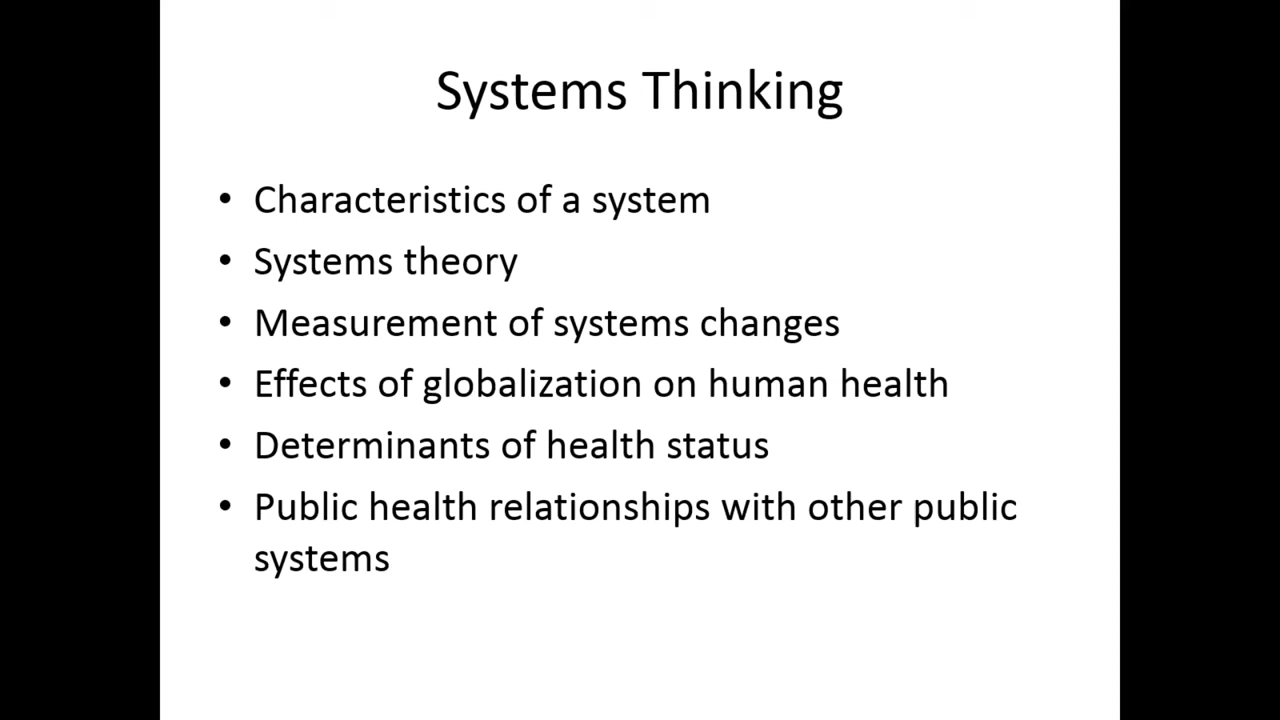 Systems Thinking
• Characteristics of a system
• Systems theory
• Measurement of systems changes
• Effects of globalization on human health
• Determinants of health status
• Public health relationships with other public
systems